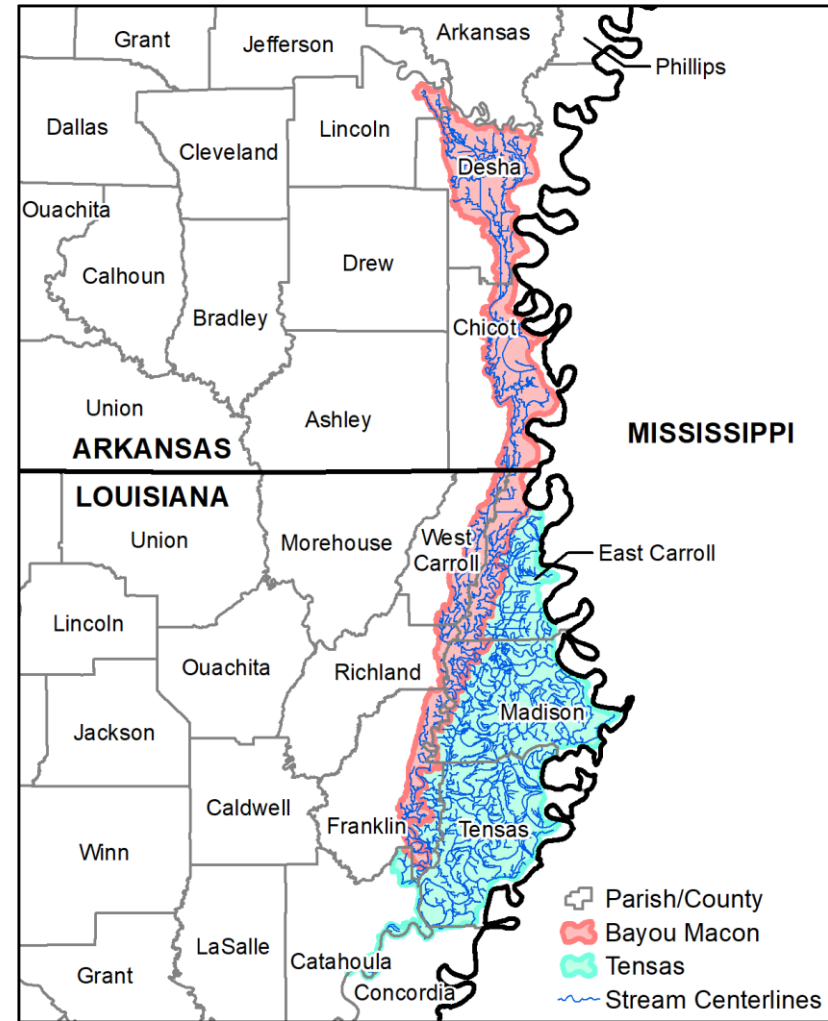 Grant
Jefferson
Arkansas
Phillips
Dallas
Cleveland
Lincoln
Desha
Ouachita
Calhoun
Drew
Bradley
Chicot
Union
Ashley
ARKANSAS
MISSISSIPPI
LOUISIANA
Union
Morehouse
West
Carroll
East Carroll
Lincoln
Ouachita
Richland
Jackson
Madison
Caldwell
Franklin
Tensas
Winn
Parish/County
Bayou Macon
LaSalle
Catahoula
Tensas
Grant
Concordia
Stream Centerlines